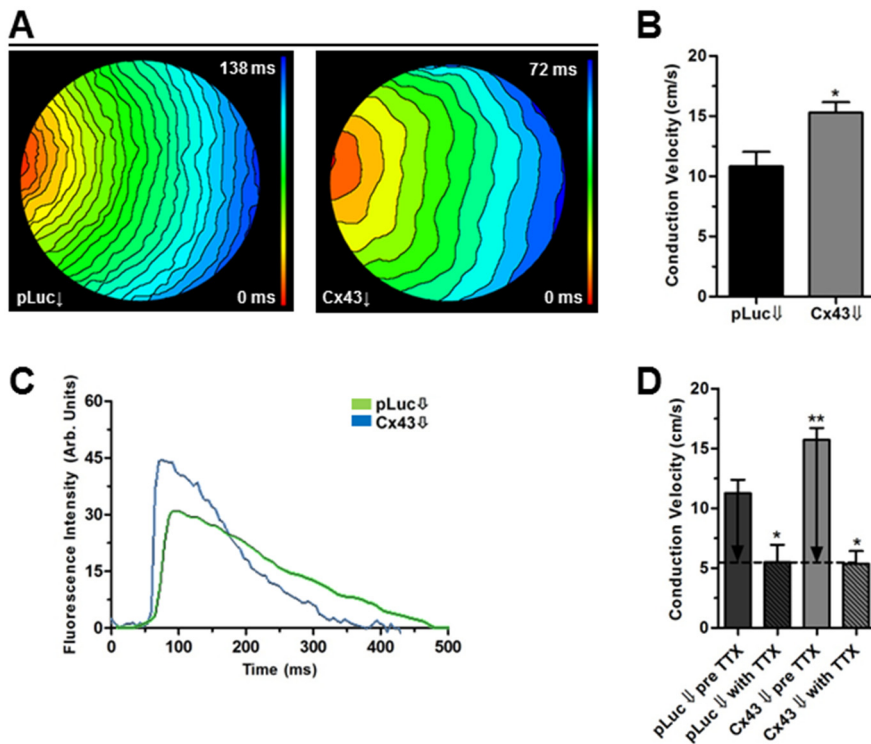 A
138 ms
0 ms
pLuc↓
72 ms
0 ms
Cx43↓
B
Conduction Velocity (cm/s)
20
15
10
5
0
*
pLuc⇩
Cx43⇩
C
Fluorescence Intensity (Arb. Units)
60
45
30
15
0
pLuc⇩
Cx43⇩
0
100
200
300
400
500
Time (ms)
D
Conduction Velocity (cm/s)
20
15
10
5
0
*
**
*
pLuc ⇩ pre TTX
pLuc ⇩ with TTX
Cx43 ⇩ pre TTX
Cx43 ⇩ with TTX